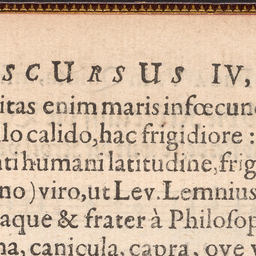 SCURSUS IV,
itas enim maris infœcun
lo calido, hac frigidiore :
ti humani latitudine, frig
no) viro, ut Lev. Lemnius
aque & frater à Philosop
na, canicula, capra, ove v